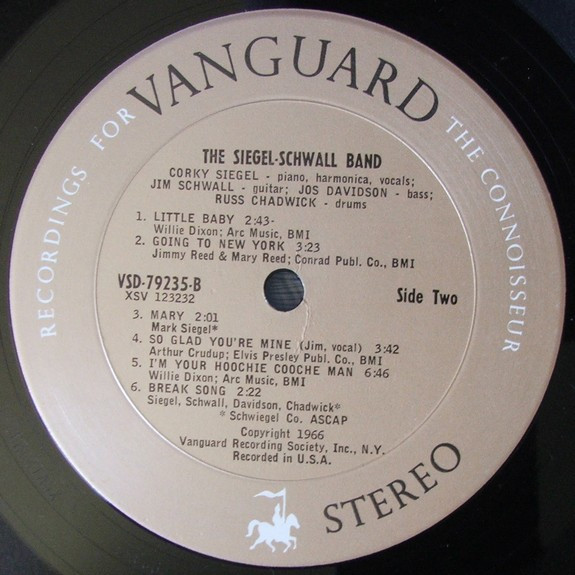 RECORDINGS FOR VANGUARD THE CONNOISSEUR
THE SIEGEL-SCHWALL BAND
CORKY SIEGEL - piano, harmonica, vocals;
JIM SCHWALL - guitar; JOS DAVIDSON - bass;
RUSS CHADWICK - drums
1. LITTLE BABY 2:43-
Willie Dixon; Arc Music, BMI
2. GOING TO NEW YORK 3:23
Jimmy Reed & Mary Reed; Conrad Publ. Co., BMI
VSD-79235-B
XSV 123232
Side Two
3. MARY 2:01
Mark Siegel*
4. SO GLAD YOU'RE MINE (Jim, vocal) 3:42
Arthur Crudup; Elvis Presley Publ. Co., BMI
5. I'M YOUR HOOCHIE COOCHE MAN 6:46
Willie Dixon; Arc Music, BMI
6. BREAK SONG 2:22
Siegel, Schwall, Davidson, Chadwick*
* Schwiegel Co. ASCAP
Copyright 1966
Vanguard Recording Society, Inc., N.Y.
Recorded in U.S.A.
STEREO